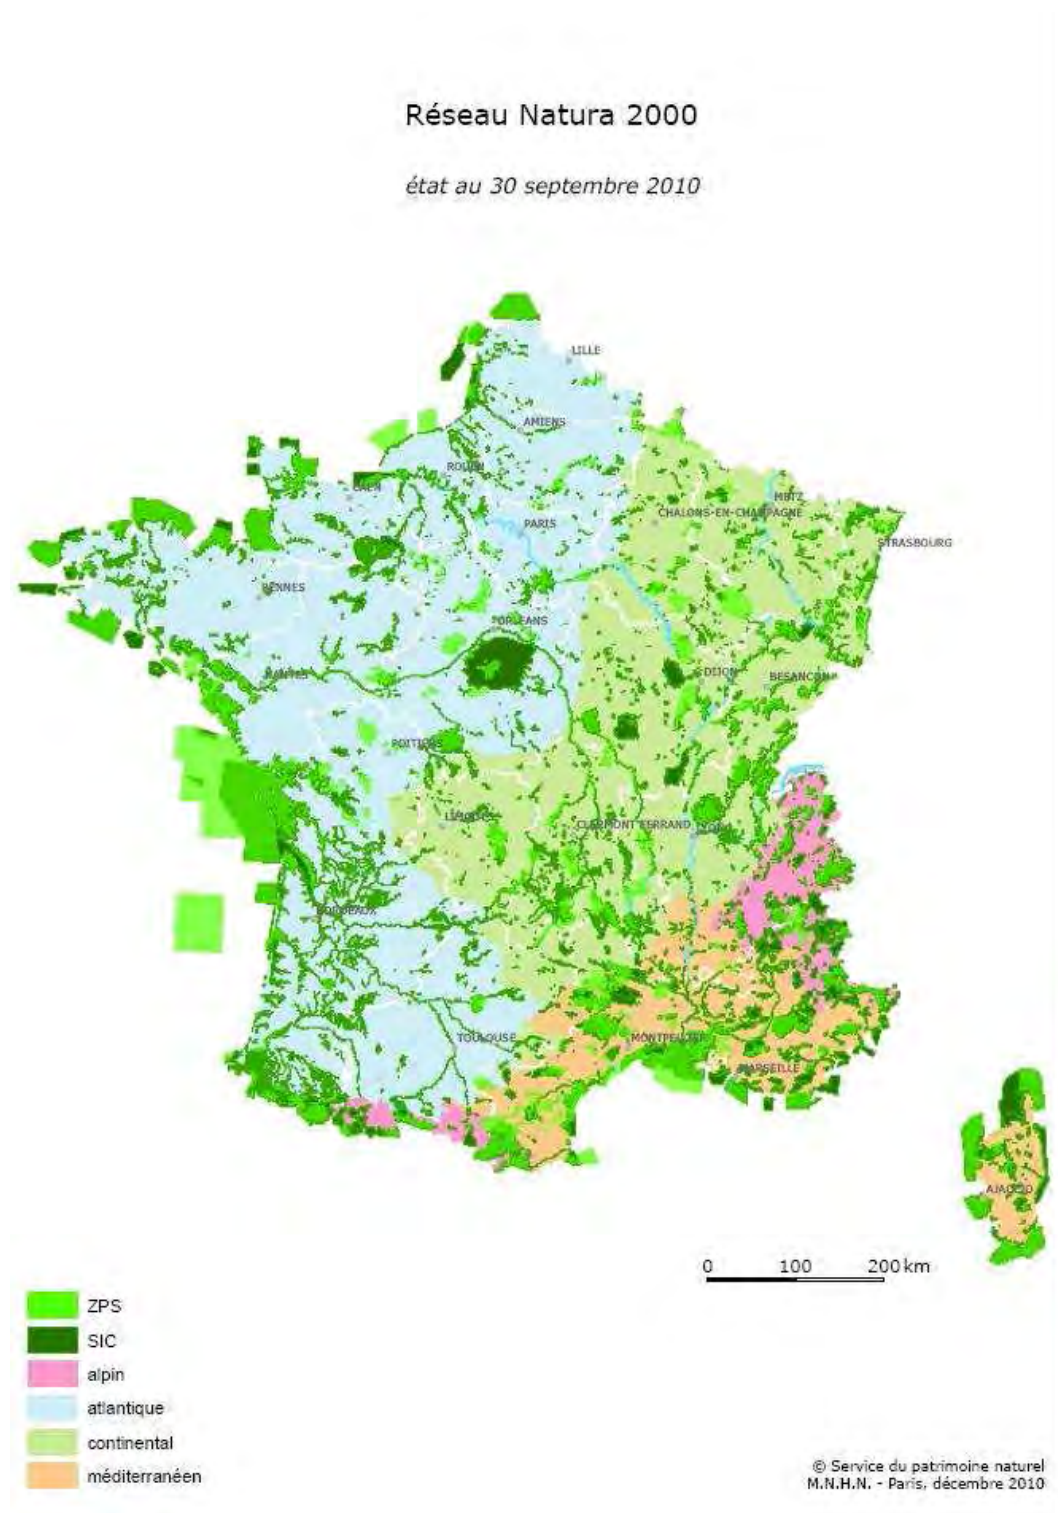 Réseau Natura 2000
état au 30 septembre 2010
LILLE
AMIENS
ROUEN
CAEN
METZ
CHALONS-EN-CHAMPAGNE
PARIS
STRASBOURG
RENNES
ORLEANS
NANTES
DIJON
BESANCON
POITIERS
LIMOGES
CLERMONT FERRAND
LYON
BORDEAUX
TOULOUSE
MONTPELLIER
MARSEILLE
AJACCIO
0 100 200 km
ZPS
SIC
alpin
atlantique
continental
méditerranéen
© Service du patrimoine naturel
M.N.H.N. - Paris, décembre 2010